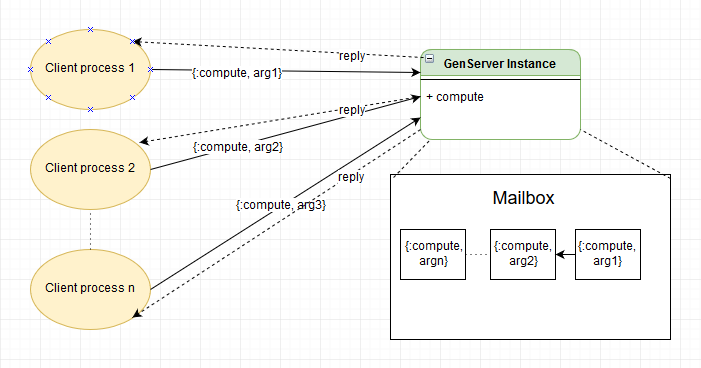 reply
Client process 1
{:compute, arg1}
GenServer Instance
+ compute
reply
{:compute, arg2}
Client process 2
reply
{:compute, arg3}
Client process n
Mailbox
{:compute,
argn}
{:compute,
arg2}
{:compute,
arg1}